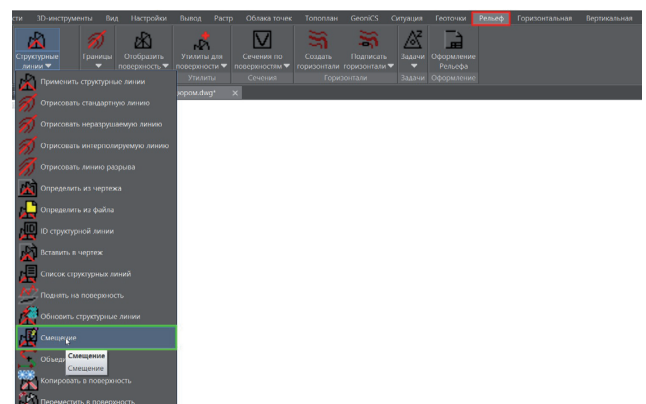 сти 3D-инструменты Вид Настройки Вывод Растр Облака точек Топоплан GeoniCS Ситуация Геоточки Рельеф Горизонтальная Вертикальная
Структурные линии
Границы
Отобразить поверхность
Утилиты для поверхности
Сечения по поверхностям
Создать горизонтали
Подписать горизонтали
Задачи
Оформление Рельефа
Утилиты Сечения Горизонтали Задачи Оформление
юром.dwg*
Применить структурные линии
Отрисовать стандартную линию
Отрисовать неразрушаемую линию
Отрисовать интерполируемую линию
Отрисовать линию разрыва
Определить из чертежа
Определить из файла
ID структурной линии
Вставить в чертеж
Список структурных линий
Поднять на поверхность
Обновить структурные линии
Смещение
Объеди
Смещение
Смещение
Копировать в поверхность
Переместить в поверхность